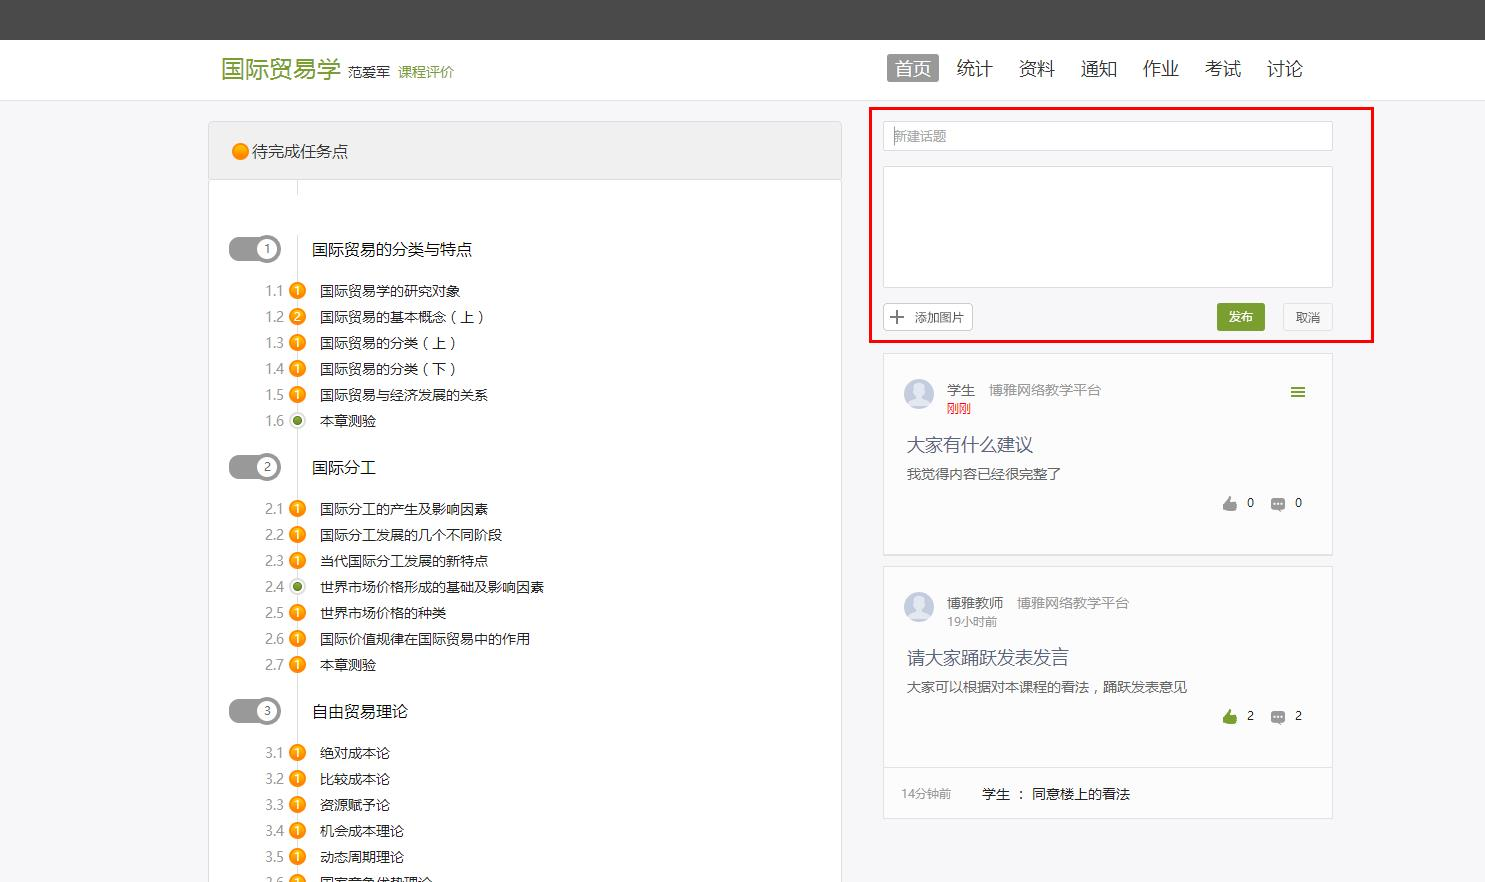 国际贸易学 范爱军 课程评价
首页 统计 资料 通知 作业 考试 讨论
待完成任务点
1 国际贸易的分类与特点
1.1 1 国际贸易学的研究对象
1.2 2 国际贸易的基本概念（上）
1.3 1 国际贸易的分类（上）
1.4 1 国际贸易的分类（下）
1.5 1 国际贸易与经济发展的关系
1.6 本章测验
2 国际分工
2.1 1 国际分工的产生及影响因素
2.2 1 国际分工发展的几个不同阶段
2.3 1 当代国际分工发展的新特点
2.4 世界市场价格形成的基础及影响因素
2.5 1 世界市场价格的种类
2.6 1 国际价值规律在国际贸易中的作用
2.7 1 本章测验
3 自由贸易理论
3.1 1 绝对成本论
3.2 1 比较成本论
3.3 1 资源赋予论
3.4 1 机会成本理论
3.5 1 动态周期理论
新建话题
添加图片 发布 取消
学生 博雅网络教学平台
刚刚
大家有什么建议
我觉得内容已经很完整了
0 0
博雅教师 博雅网络教学平台
19小时前
请大家踊跃发表发言
大家可以根据对本课程的看法，踊跃发表意见
2 2
14分钟前 学生 ： 同意楼上的看法